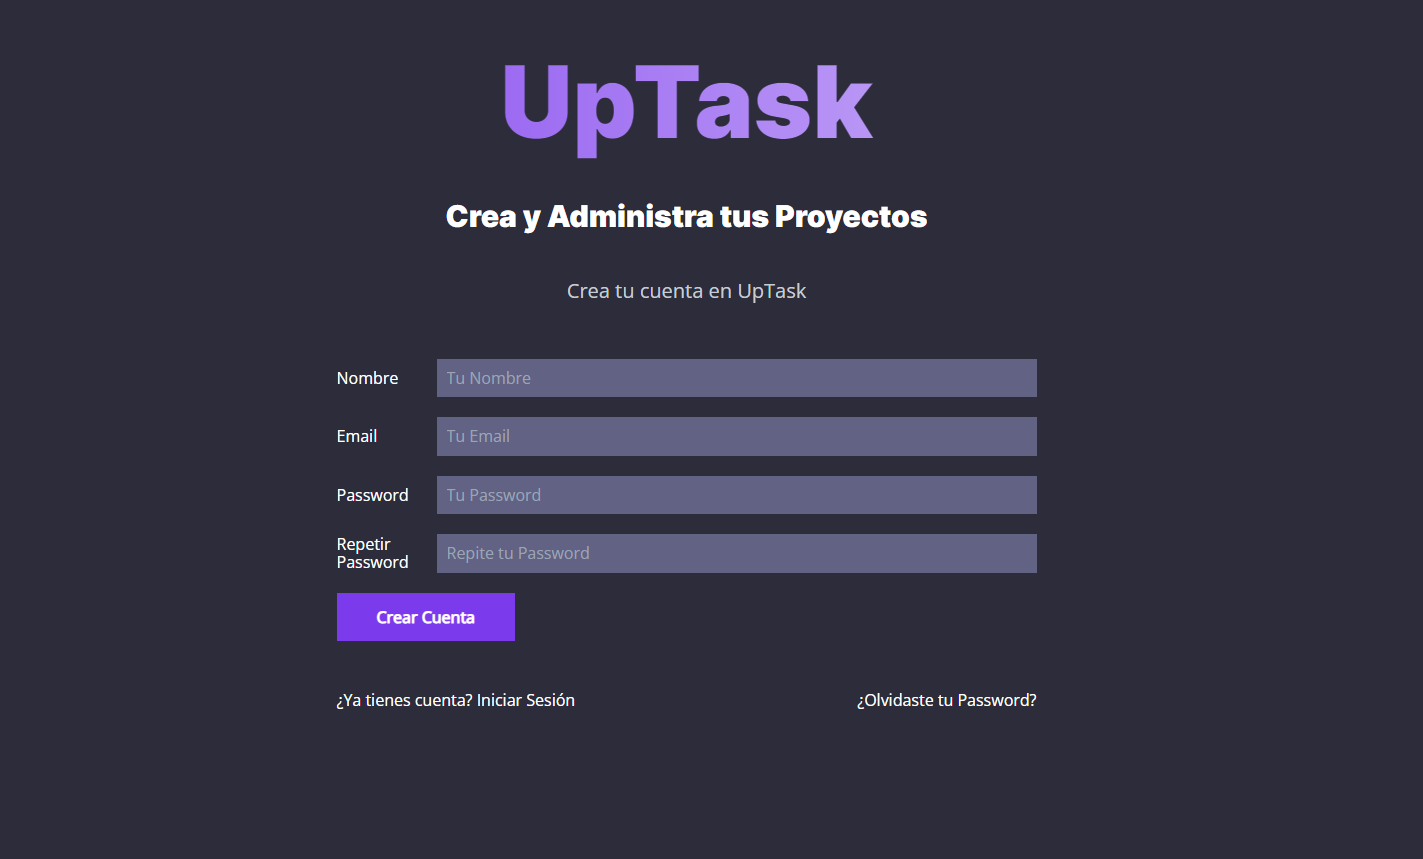 UpTask
Crea y Administra tus Proyectos
Crea tu cuenta en UpTask
Nombre
Tu Nombre
Email
Tu Email
Password
Tu Password
Repetir
Password
Repite tu Password
Crear Cuenta
¿Ya tienes cuenta? Iniciar Sesión
¿Olvidaste tu Password?